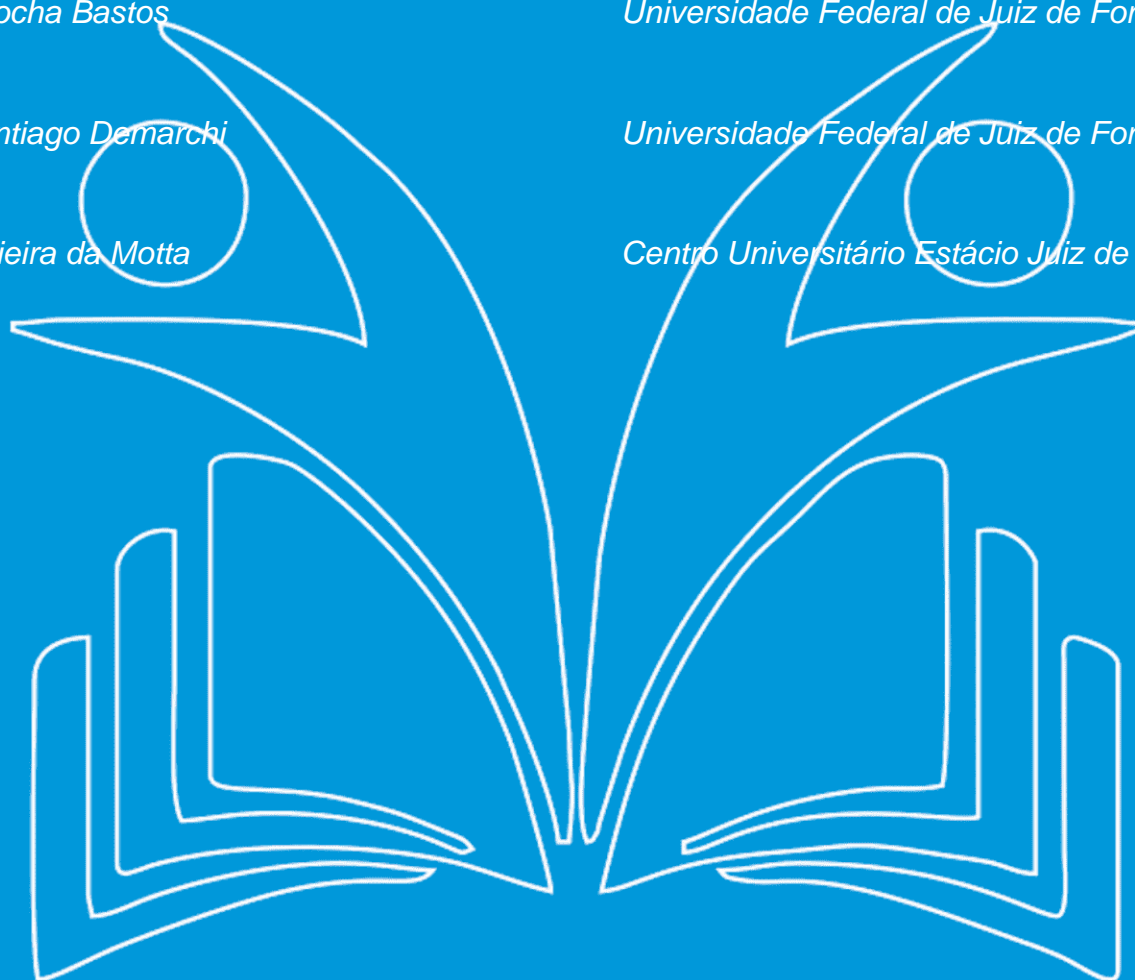 ocha Bastos Universidade Federal de Juiz de For
ntiago Demarchi Universidade Federal de Juiz de For
ieira da Motta Centro Universitário Estácio Juiz de